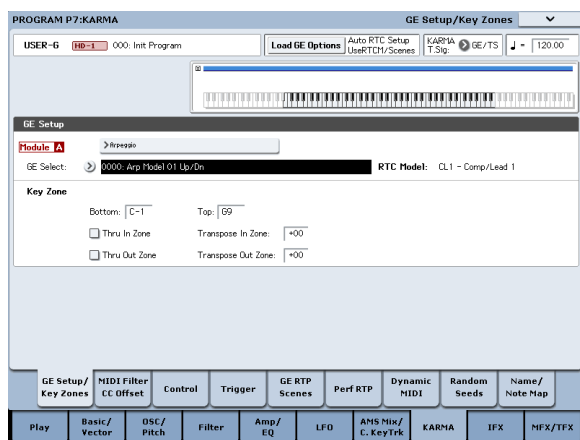 PROGRAM P7:KARMA
GE Setup/Key Zones
USER-G HD-1 000: Init Program
Load GE Options
Auto RTC Setup
UseRTCM/Scenes
KARMA
T.Sig:
GE/TS
♩ = 120.00
GE Setup
Module A
Arpeggio
GE Select: 0000: Arp Model 01 Up/Dn
RTC Model: CL1 - Comp/Lead 1
Key Zone
Bottom: C-1 Top: G9
Thru In Zone Transpose In Zone: +00
Thru Out Zone Transpose Out Zone: +00
GE Setup/
Key Zones
MIDI Filter
CC Offset
Control
Trigger
GE RTP
Scenes
Perf RTP
Dynamic
MIDI
Random
Seeds
Name/
Note Map
Play
Basic/
Vector
OSC/
Pitch
Filter
Amp/
EQ
LFO
AMS Mix/
C. KeyTrk
KARMA
IFX
MFX/TFX